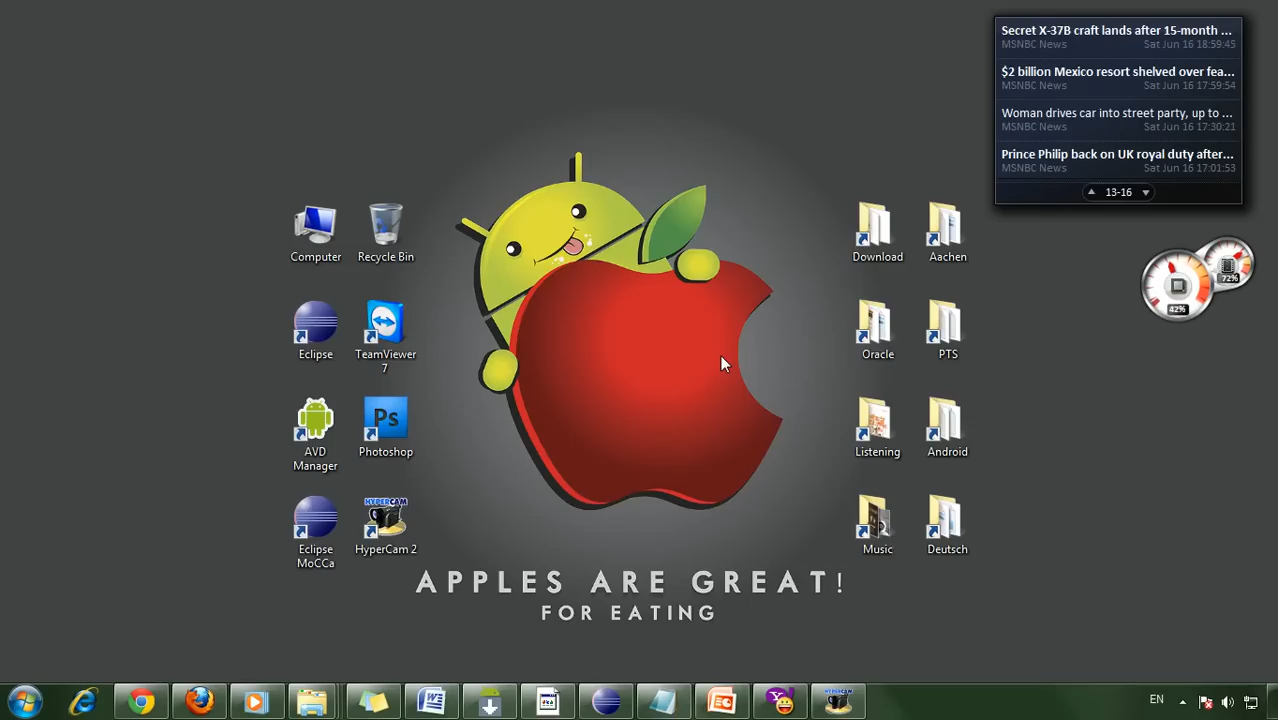 Secret X-37B craft lands after 15-month ...
MSNBC News Sat Jun 16 18:59:45
$2 billion Mexico resort shelved over fea...
MSNBC News Sat Jun 16 17:59:54
Woman drives car into street party, up to ...
MSNBC News Sat Jun 16 17:30:21
Prince Philip back on UK royal duty after...
MSNBC News Sat Jun 16 17:01:53
13-16
Computer
Recycle Bin
Download
Aachen
72%
42%
Eclipse
TeamViewer
7
Oracle
PTS
Ps
AVD
Manager
Photoshop
Listening
Android
HYPERCAM
Eclipse
MoCCa
HyperCam 2
Music
Deutsch
APPLES ARE GREAT!
FOR EATING
EN